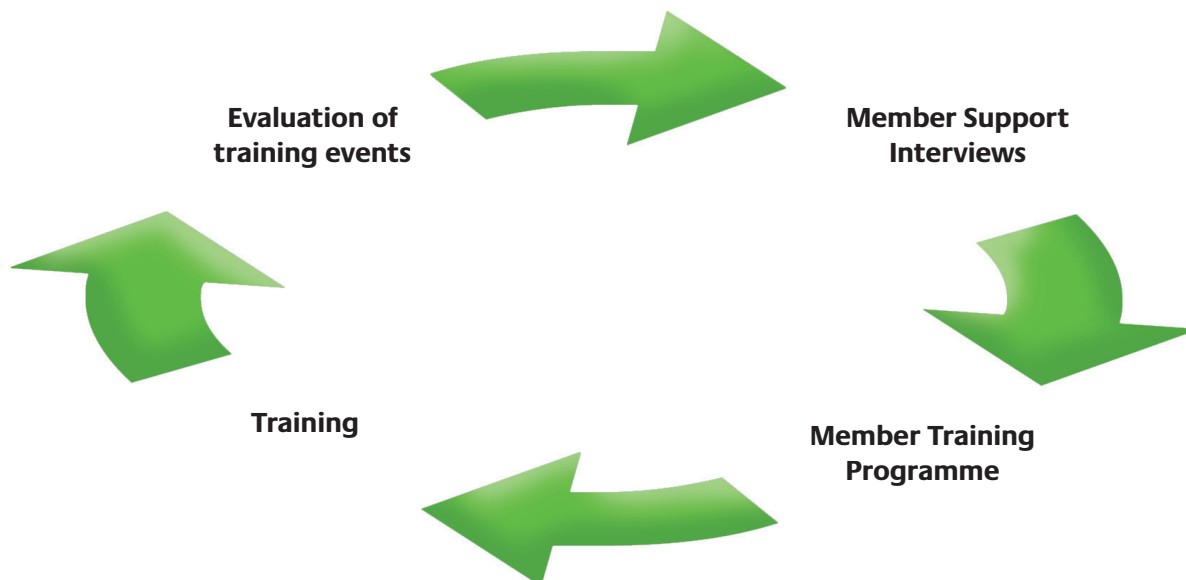 Evaluation of
training events
Member Support
Interviews
Training
Member Training
Programme